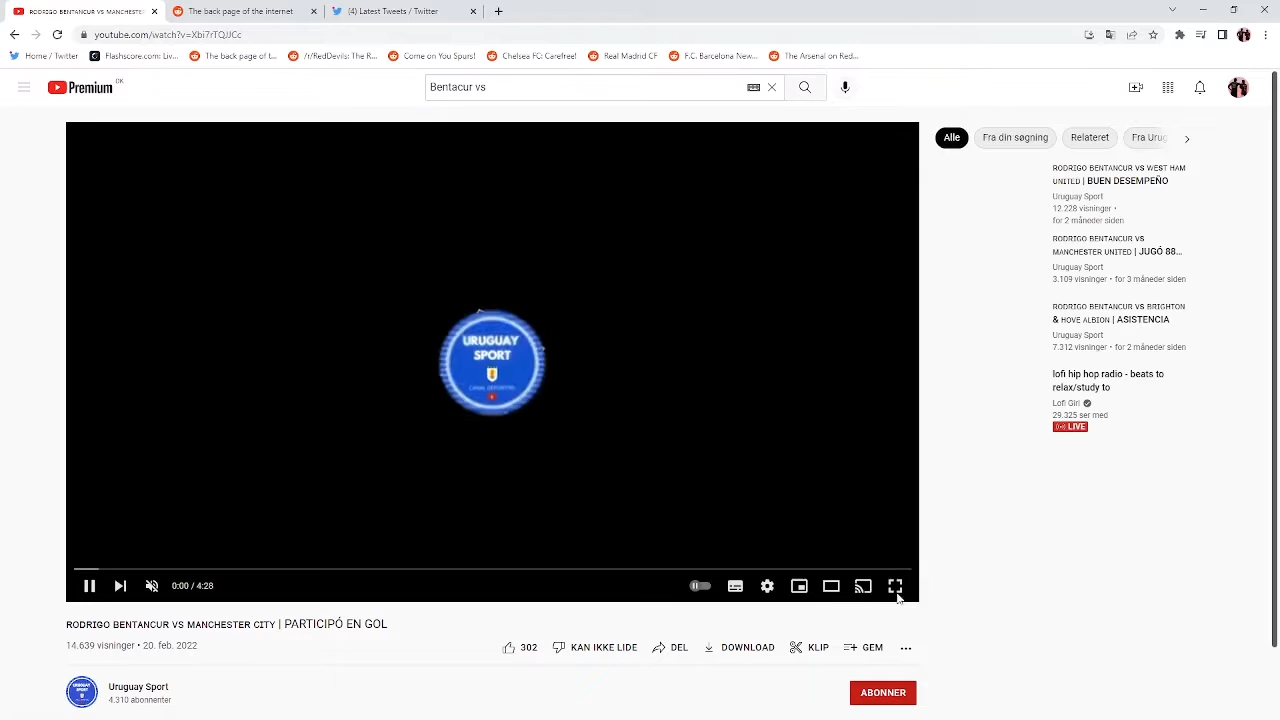 RODRIGO BENTANCUR VS MANCHESTER
The back page of the internet
(4) Latest Tweets / Twitter
youtube.com/watch?v=Xbi7rTQJJCc
Home / Twitter
Flashscore.com: Liv...
The back page of t...
/r/RedDevils: The R...
Come on You Spurs!
Chelsea FC: Carefree!
Real Madrid CF
F.C. Barcelona New...
The Arsenal on Red...
Premium DK
Bentacur vs
URUGUAY
SPORT
CANAL DEPORTIVO
0:00 / 4:28
RODRIGO BENTANCUR VS MANCHESTER CITY | PARTICIPÓ EN GOL
14.639 visninger • 20. feb. 2022
302
KAN IKKE LIDE
DEL
DOWNLOAD
KLIP
GEM
Uruguay Sport
4.310 abonnenter
ABONNER
Alle
Fra din søgning
Relateret
Fra Urug
RODRIGO BENTANCUR VS WEST HAM
UNITED | BUEN DESEMPEÑO
Uruguay Sport
12.228 visninger •
for 2 måneder siden
RODRIGO BENTANCUR VS
MANCHESTER UNITED | JUGÓ 88...
Uruguay Sport
3.109 visninger • for 3 måneder siden
RODRIGO BENTANCUR VS BRIGHTON
& HOVE ALBION | ASISTENCIA
Uruguay Sport
7.312 visninger • for 2 måneder siden
lofi hip hop radio - beats to
relax/study to
Lofi Girl
29.325 ser med
LIVE